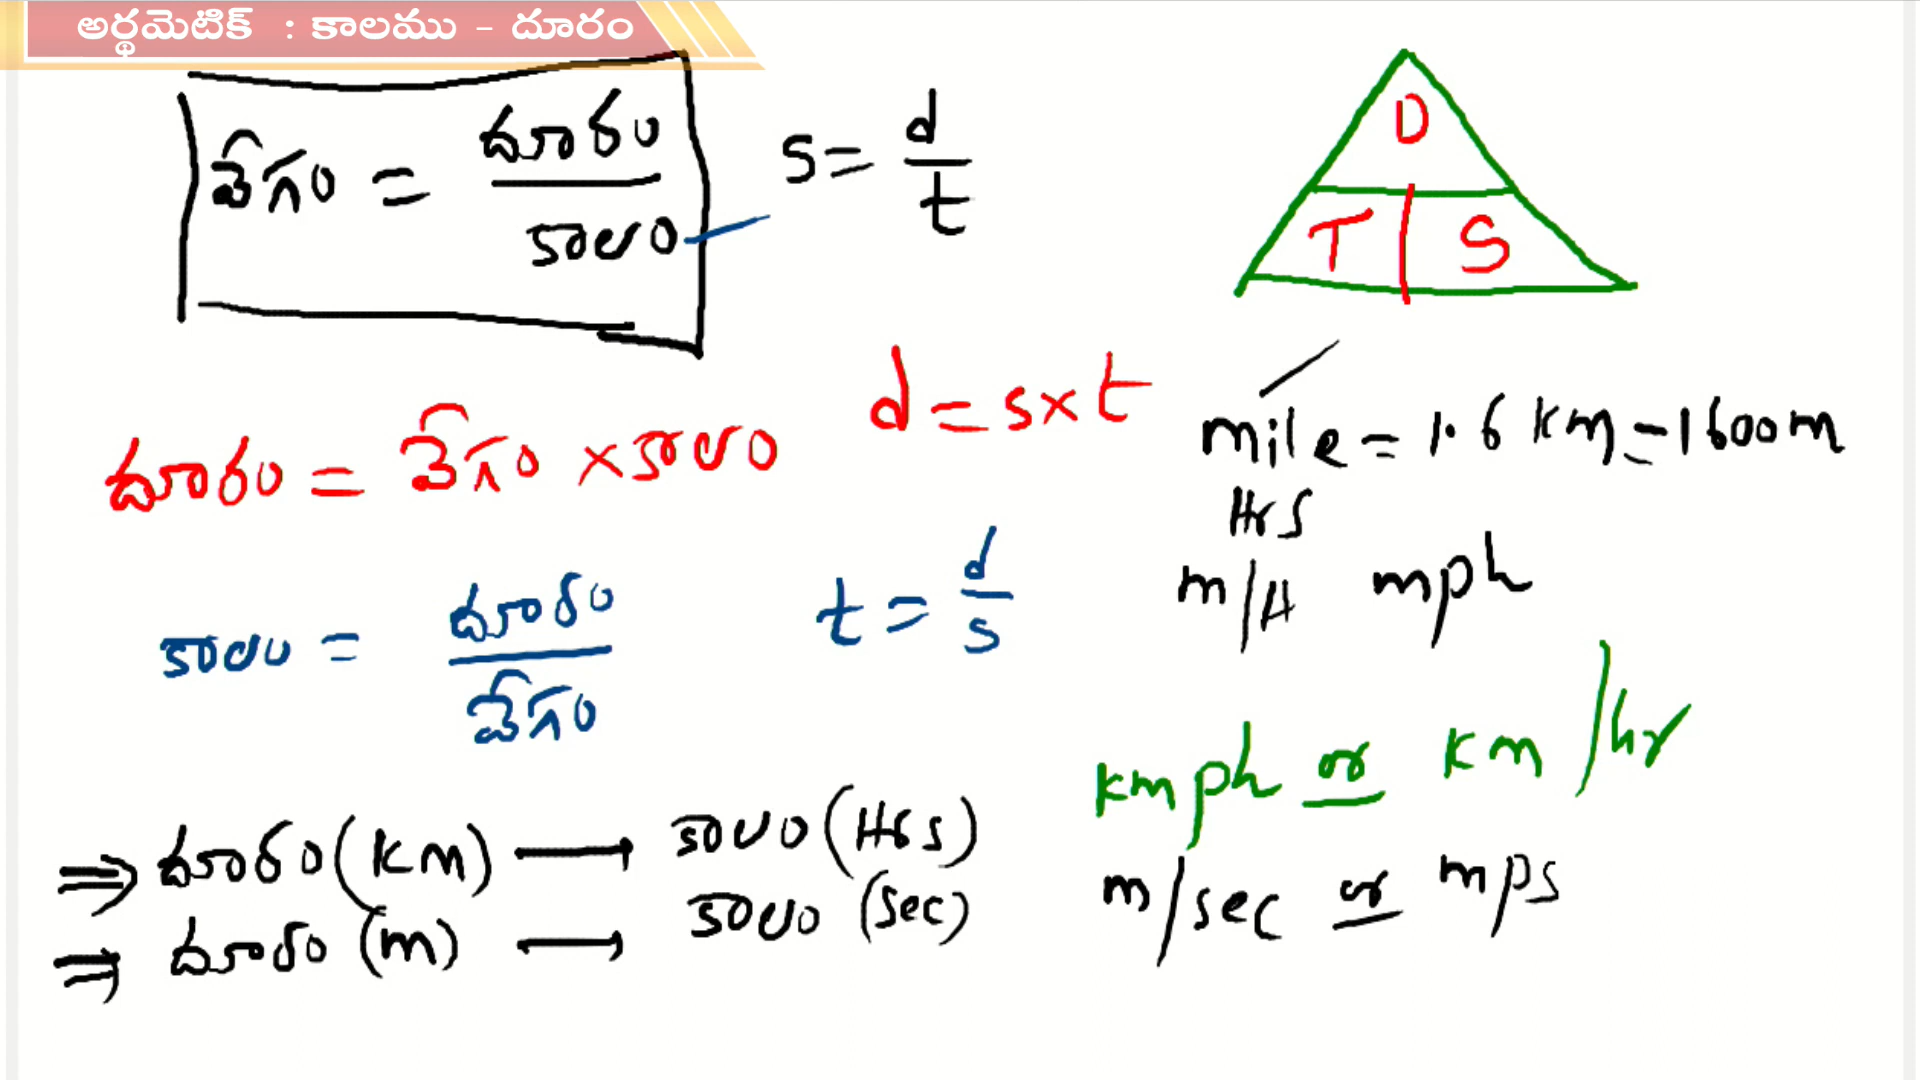 అర్థమెటిక్ : కాలము - దూరం
వేగం = దూరం / కాలం
s = d / t
D
T S
దూరం = వేగం × కాలం
d = s × t
mile = 1.6 km = 1600m
Hrs
m/H mph
కాలం = దూరం / వేగం
t = d / s
kmph or km/hr
⇒ దూరం (km) → కాలం (Hrs)
⇒ దూరం (m) → కాలం (sec)
m/sec or mps